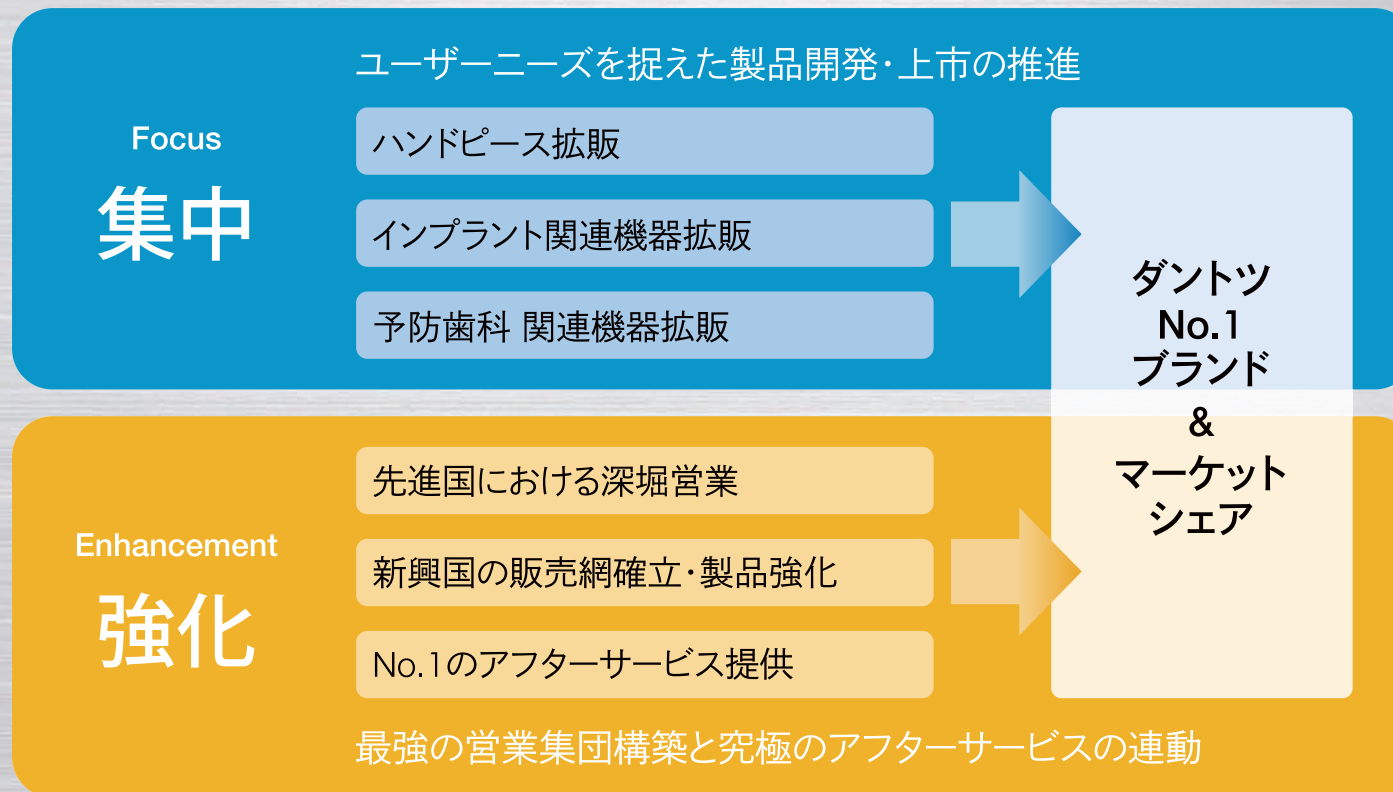 ユーザーニーズを捉えた製品開発・上市の推進
Focus
集中
ハンドピース拡販
インプラント関連機器拡販
予防歯科 関連機器拡販
ダントツ
No.1
ブランド
&
マーケット
シェア
Enhancement
強化
先進国における深堀営業
新興国の販売網確立・製品強化
No.1のアフターサービス提供
最強の営業集団構築と究極のアフターサービスの連動